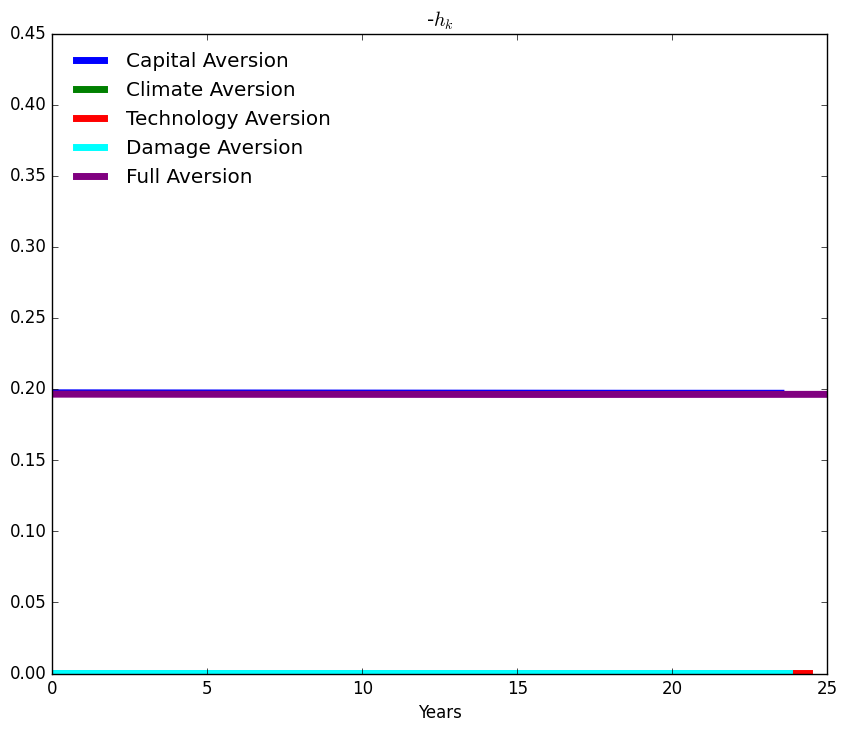 -hₖ
0.45
Capital Aversion
Climate Aversion
Technology Aversion
Damage Aversion
Full Aversion
0.40
0.35
0.30
0.25
0.20
0.15
0.10
0.05
0.00
0 5 10 15 20 25
Years